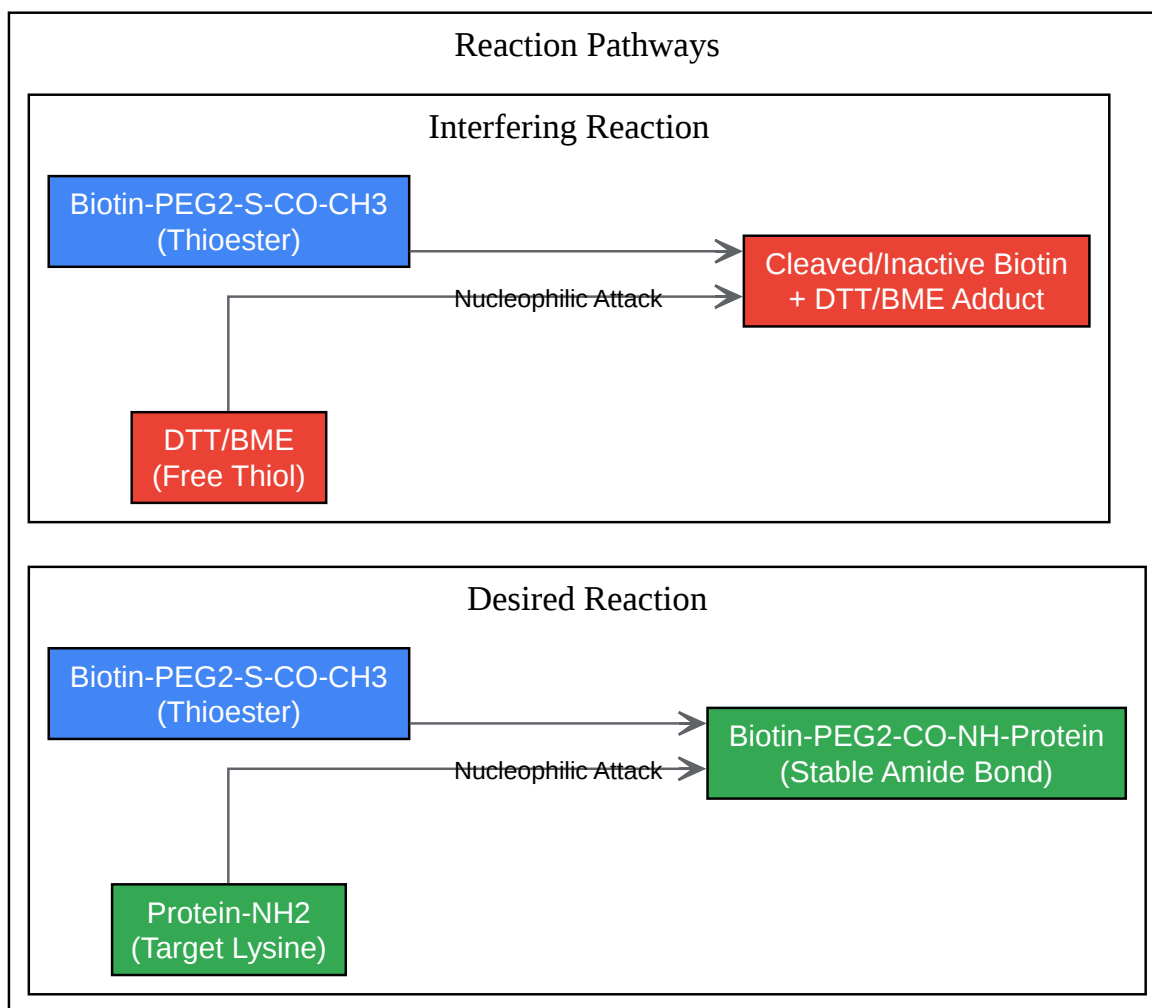 Reaction Pathways
Interfering Reaction
Biotin-PEG2-S-CO-CH3
(Thioester)
Cleaved/Inactive Biotin
+ DTT/BME Adduct
Nucleophilic Attack
DTT/BME
(Free Thiol)
Desired Reaction
Biotin-PEG2-S-CO-CH3
(Thioester)
Biotin-PEG2-CO-NH-Protein
(Stable Amide Bond)
Nucleophilic Attack
Protein-NH2
(Target Lysine)